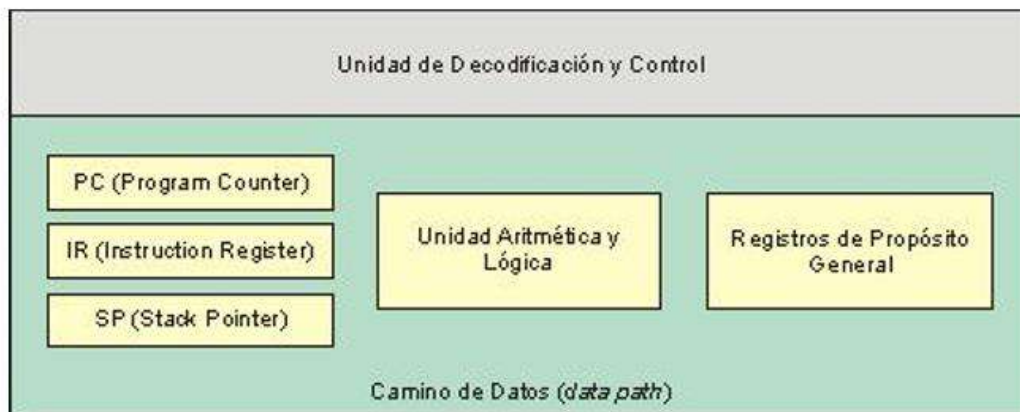 Unidad de Decodificación y Control
PC (Program Counter)
IR (Instruction Register)
SP (Stack Pointer)
Unidad Aritmética y
Lógica
Registros de Propósito
General
Camino de Datos (data path)